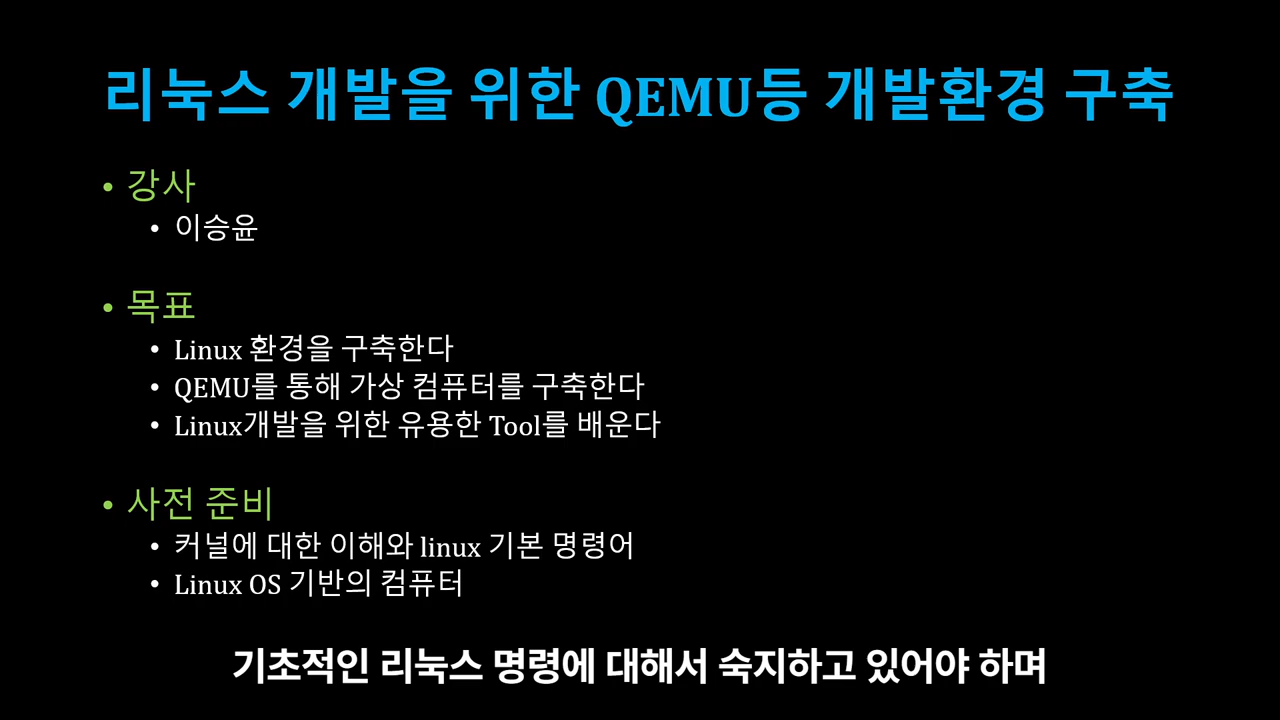 리눅스 개발을 위한 QEMU등 개발환경 구축
• 강사
• 이승윤
• 목표
• Linux 환경을 구축한다
• QEMU를 통해 가상 컴퓨터를 구축한다
• Linux개발을 위한 유용한 Tool를 배운다
• 사전 준비
• 커널에 대한 이해와 linux 기본 명령어
• Linux OS 기반의 컴퓨터
기초적인 리눅스 명령에 대해서 숙지하고 있어야 하며